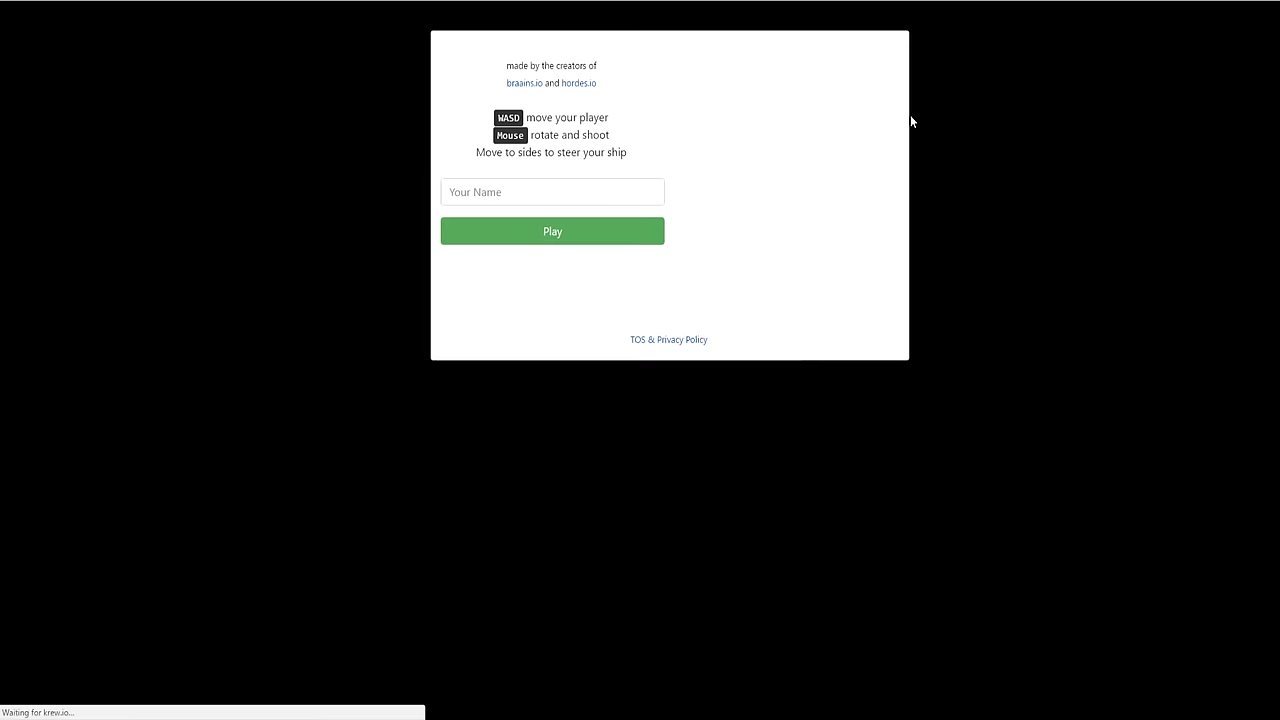 made by the creators of
braains.io and hordes.io
WASD move your player
Mouse rotate and shoot
Move to sides to steer your ship
Your Name
Play
TOS & Privacy Policy
Waiting for krew.io...